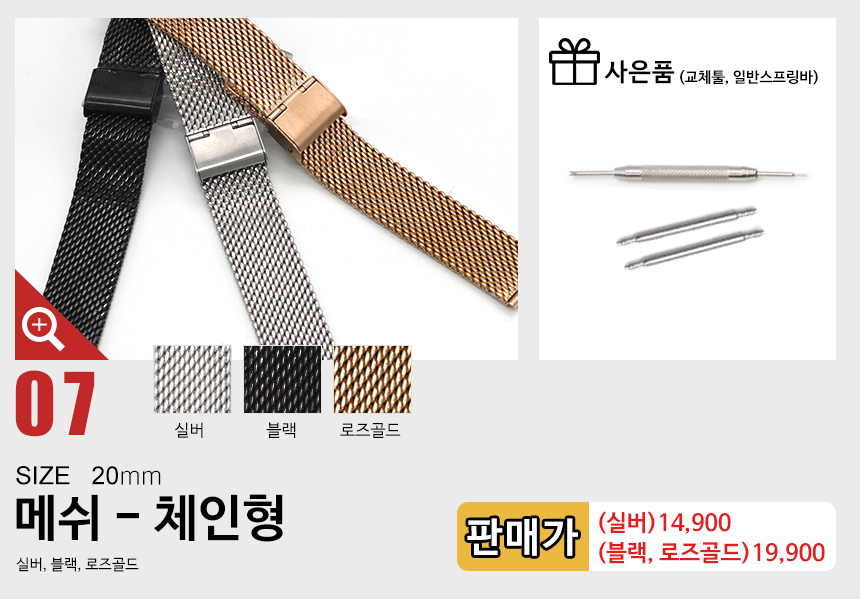 사은품 (교체툴, 일반스프링바)
07
실버
블랙
로즈골드
SIZE 20mm
메쉬 - 체인형
실버, 블랙, 로즈골드
판매가
(실버)14,900
(블랙, 로즈골드)19,900